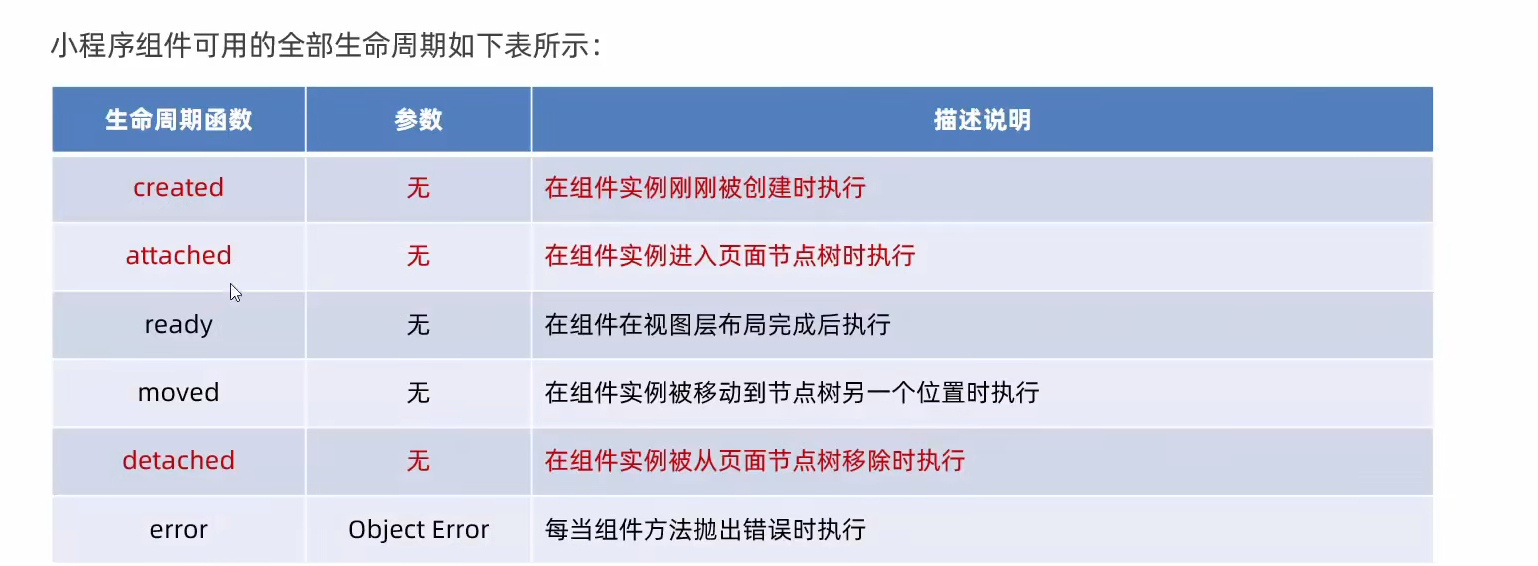 小程序组件可用的全部生命周期如下表所示：
生命周期函数 参数 描述说明
created 无 在组件实例刚刚被创建时执行
attached 无 在组件实例进入页面节点树时执行
ready 无 在组件在视图层布局完成后执行
moved 无 在组件实例被移动到节点树另一个位置时执行
detached 无 在组件实例被从页面节点树移除时执行
error Object Error 每当组件方法抛出错误时执行